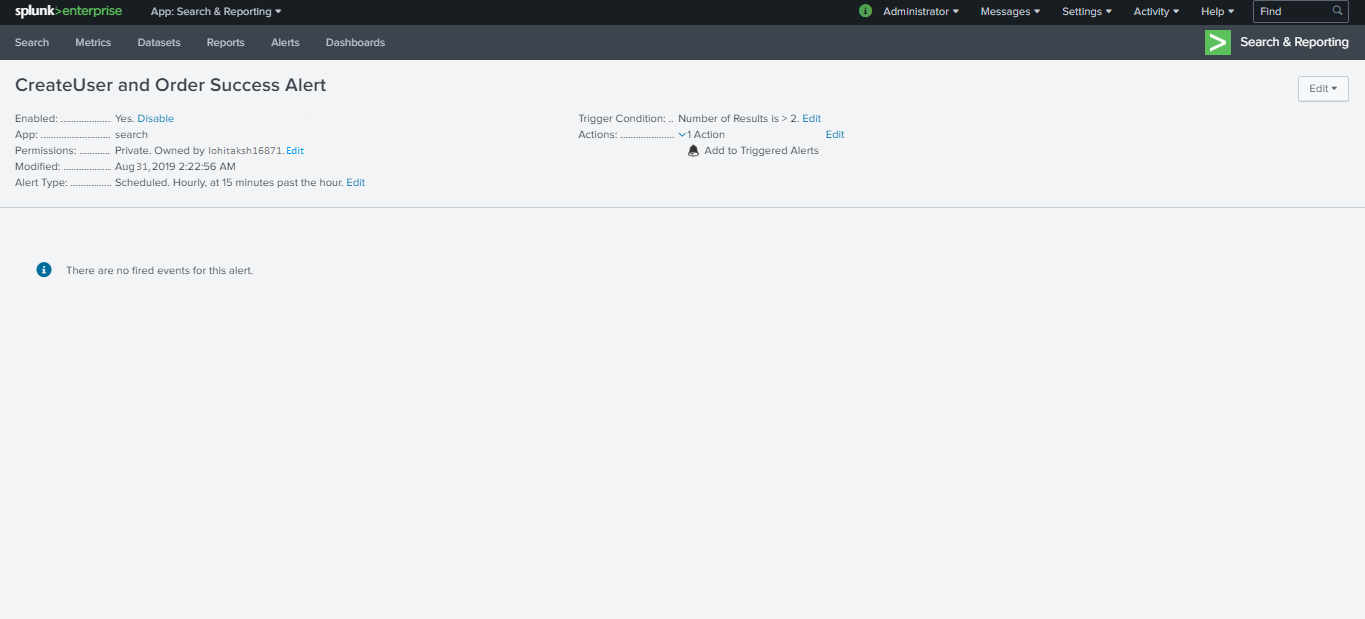 splunk>enterprise App: Search & Reporting Administrator Messages Settings Activity Help Find
Search Metrics Datasets Reports Alerts Dashboards Search & Reporting
CreateUser and Order Success Alert
Edit
Enabled: ................... Yes. Disable
App: .......................... search
Permissions: ............ Private. Owned by lohitaksh16871. Edit
Modified: .................. Aug 31, 2019 2:22:56 AM
Alert Type: ............... Scheduled. Hourly, at 15 minutes past the hour. Edit
Trigger Condition: .. Number of Results is > 2. Edit
Actions: .................... 1 Action Edit
Add to Triggered Alerts
There are no fired events for this alert.